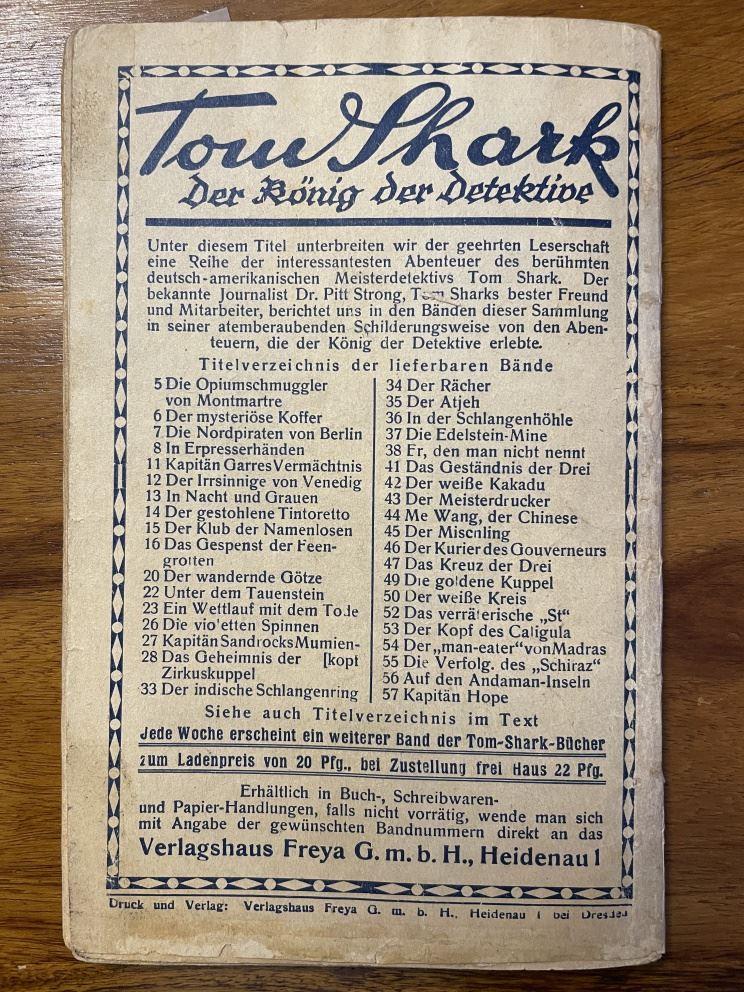 Tom Shark
Der König der Detektive
Unter diesem Titel unterbreiten wir der geehrten Leserschaft
eine Reihe der interessantesten Abenteuer des berühmten
deutsch-amerikanischen Meisterdetektivs Tom Shark. Der
bekannte Journalist Dr. Pitt Strong, Tom Sharks bester Freund
und Mitarbeiter, berichtet uns in den Bänden dieser Sammlung
in seiner atemberaubenden Schilderungsweise von den Aben-
teuern, die der König der Detektive erlebte.
Titelverzeichnis der lieferbaren Bände
5 Die Opiumschmuggler
von Montmartre
6 Der mysteriöse Koffer
7 Die Nordpiraten von Berlin
8 In Erpresserhänden
11 Kapitän Garres Vermächtnis
12 Der Irrsinnige von Venedig
13 In Nacht und Grauen
14 Der gestohlene Tintoretto
15 Der Klub der Namenlosen
16 Das Gespenst der Feen-
grotten
20 Der wandernde Götze
22 Unter dem Tauenstein
23 Ein Wettlauf mit dem Tode
26 Die violetten Spinnen
27 Kapitän Sandrocks Mumien-
28 Das Geheimnis der [kopf
Zirkuskuppel
33 Der indische Schlangenring
34 Der Rächer
35 Der Atjeh
36 In der Schlangenhöhle
37 Die Edelstein-Mine
38 Er, den man nicht nennt
41 Das Geständnis der Drei
42 Der weiße Kakadu
43 Der Meisterdrucker
44 Me Wang, der Chinese
45 Der Mischling
46 Der Kurier des Gouverneurs
47 Das Kreuz der Drei
49 Die goldene Kuppel
50 Der weiße Kreis
52 Das verräterische „St"
53 Der Kopf des Caligula
54 Der „man-eater" von Madras
55 Die Verfolg. des „Schiraz"
56 Auf den Andaman-Inseln
57 Kapitän Hope
Siehe auch Titelverzeichnis im Text
Jede Woche erscheint ein weiterer Band der Tom-Shark-Bücher
zum Ladenpreis von 20 Pfg., bei Zustellung frei Haus 22 Pfg.
Erhältlich in Buch-, Schreibwaren-
und Papier-Handlungen, falls nicht vorrätig, wende man sich
mit Angabe der gewünschten Bandnummern direkt an das
Verlagshaus Freya G. m. b. H., Heidenau 1
Druck und Verlag: Verlagshaus Freya G. m. b. H., Heidenau 1 bei Dresden